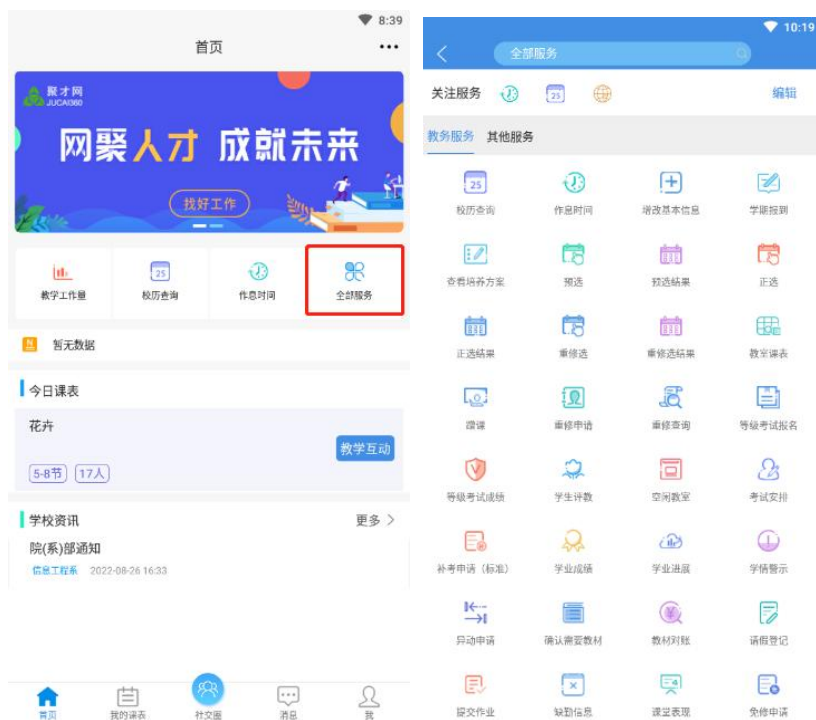 8:39
首页
聚才网
JUCAI360
网聚人才 成就未来
找好工作
教学工作量
25
校历查询
作息时间
全部服务
暂无数据
今日课表
花卉
教学互动
5-8节 17人
学校资讯
更多
院(系)部通知
信息工程系 2022-08-26 16:33
首页
我的课表
社交圈
消息
我
10:19
全部服务
关注服务
25
编辑
教务服务 其他服务
25
校历查询 作息时间 增改基本信息 学期报到
查看培养方案 预选 预选结果 正选
正选结果 重修选 重修选结果 教室课表
蹭课 重修申请 重修查询 等级考试报名
等级考试成绩 学生评教 空闲教室 考试安排
补考申请（标准） 学业成绩 学业进展 学情警示
异动申请 确认需要教材 教材对账 请假登记
提交作业 缺勤信息 课堂表现 免修申请